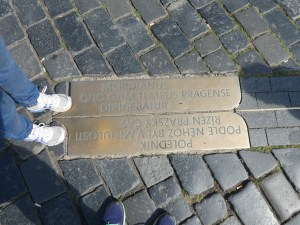 MERIDIANUS
QUO OLIM TEMPUS PRAGENSE
DIRIGEBATUR
POLEDNÍK
PODLE NĚHOŽ BYL V MINULOSTI
ŘÍZEN PRAŽSKÝ ČAS